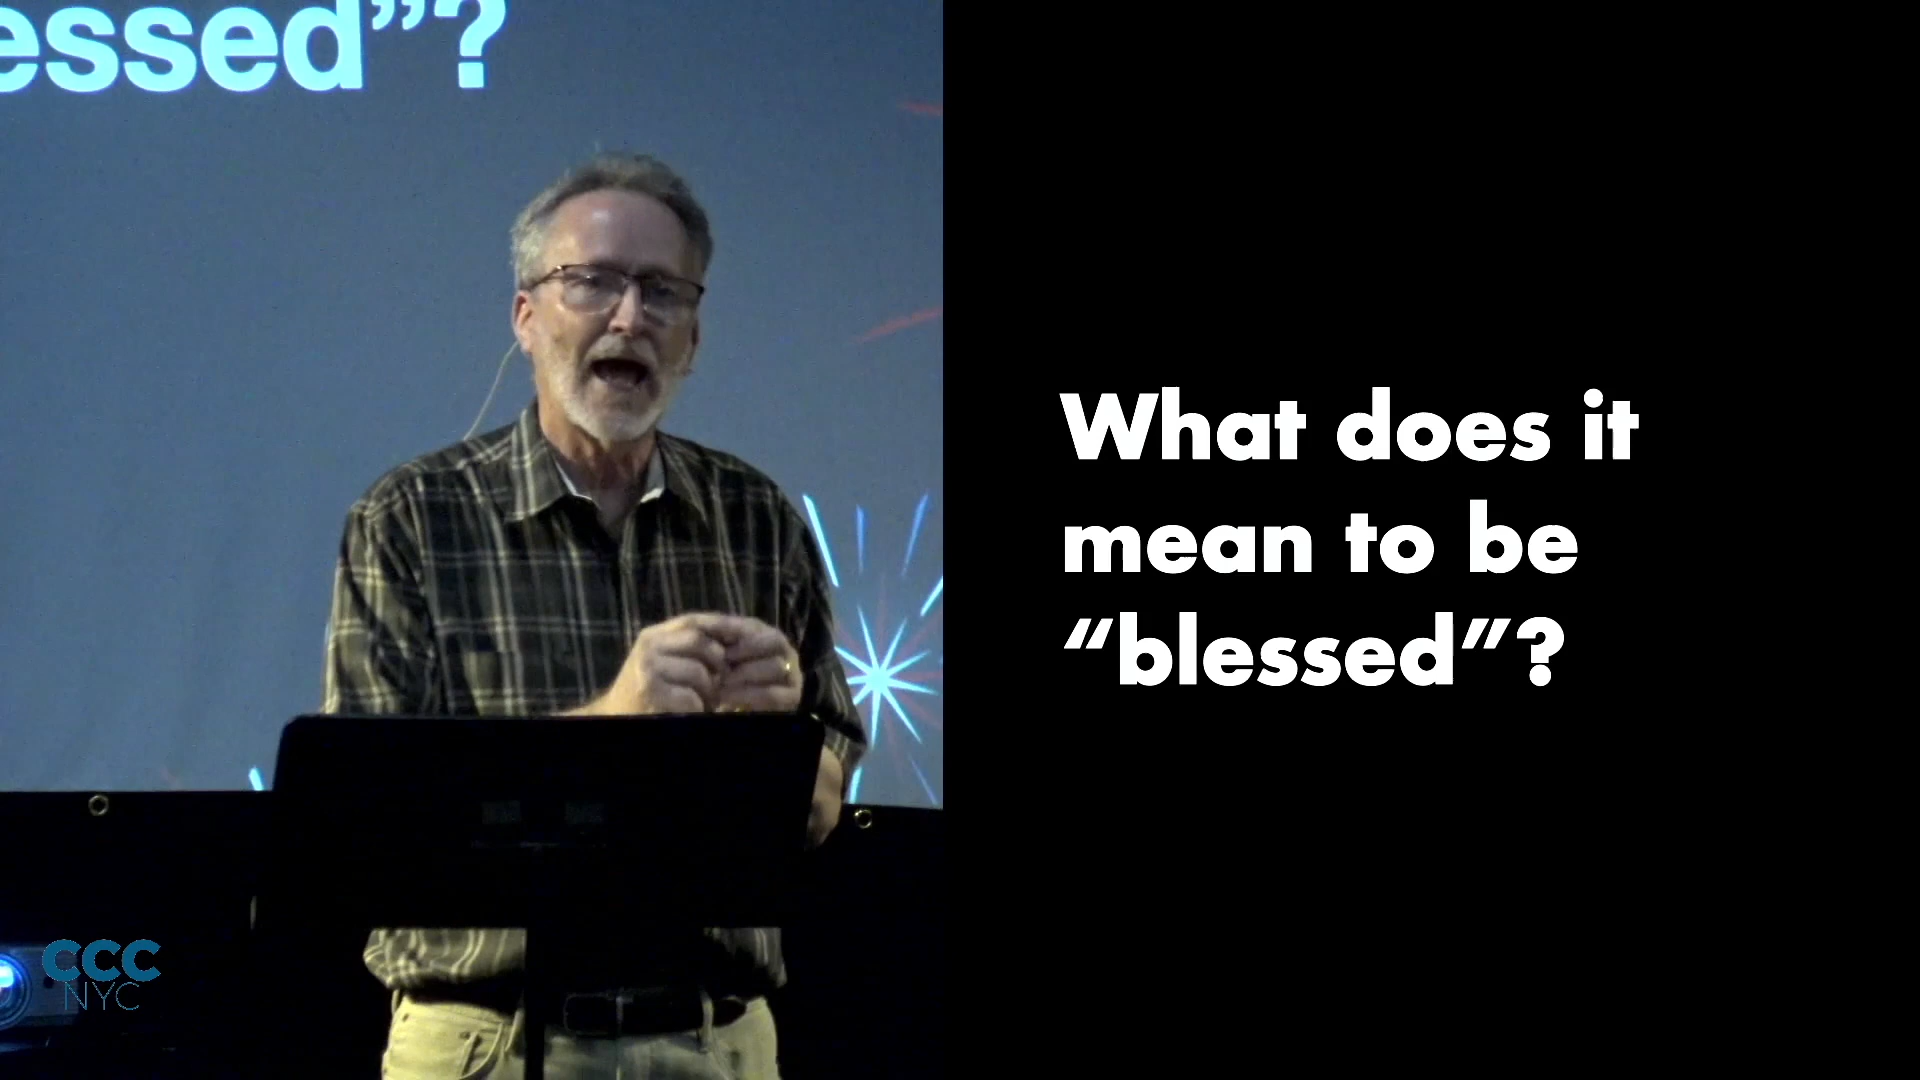 essed”?
What does it
mean to be
“blessed”?
CCC
NYC